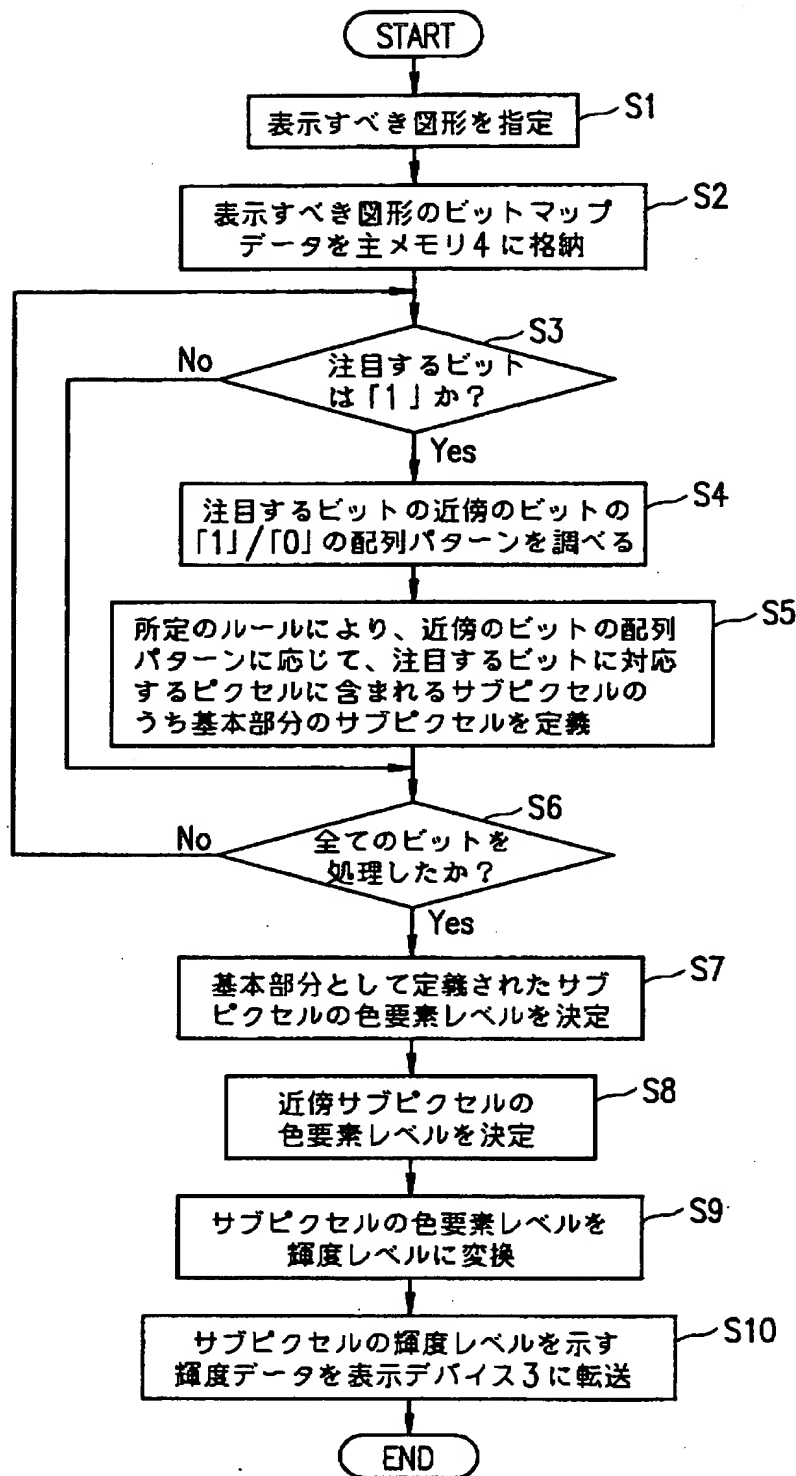 START
表示すべき図形を指定
S1
表示すべき図形のビットマップ
データを主メモリ4に格納
S2
注目するビット
は「1」か？
S3
No
Yes
注目するビットの近傍のビットの
「1」/「0」の配列パターンを調べる
S4
所定のルールにより、近傍のビットの配列
パターンに応じて、注目するビットに対応
するピクセルに含まれるサブピクセルの
うち基本部分のサブピクセルを定義
S5
全てのビットを
処理したか？
S6
No
Yes
基本部分として定義されたサブ
ピクセルの色要素レベルを決定
S7
近傍サブピクセルの
色要素レベルを決定
S8
サブピクセルの色要素レベルを
輝度レベルに変換
S9
サブピクセルの輝度レベルを示す
輝度データを表示デバイス3に転送
S10
END